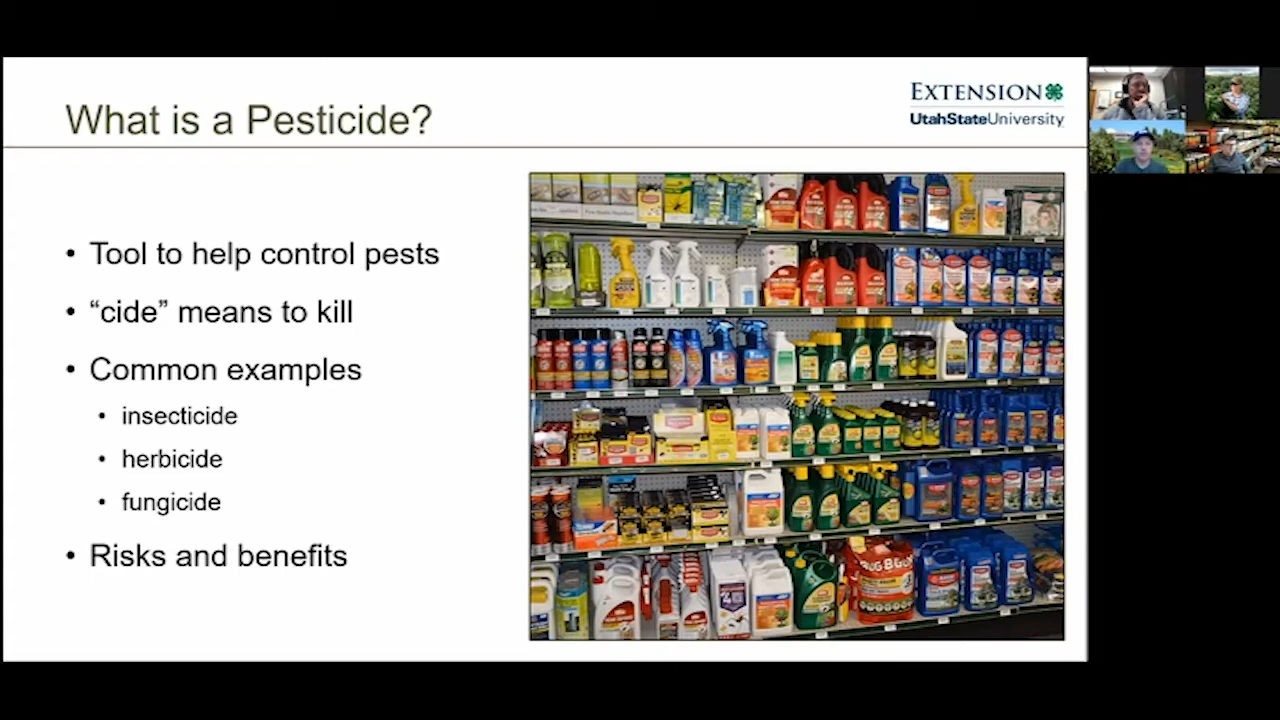 What is a Pesticide?
EXTENSION
UtahStateUniversity
• Tool to help control pests
• “cide” means to kill
• Common examples
• insecticide
• herbicide
• fungicide
• Risks and benefits